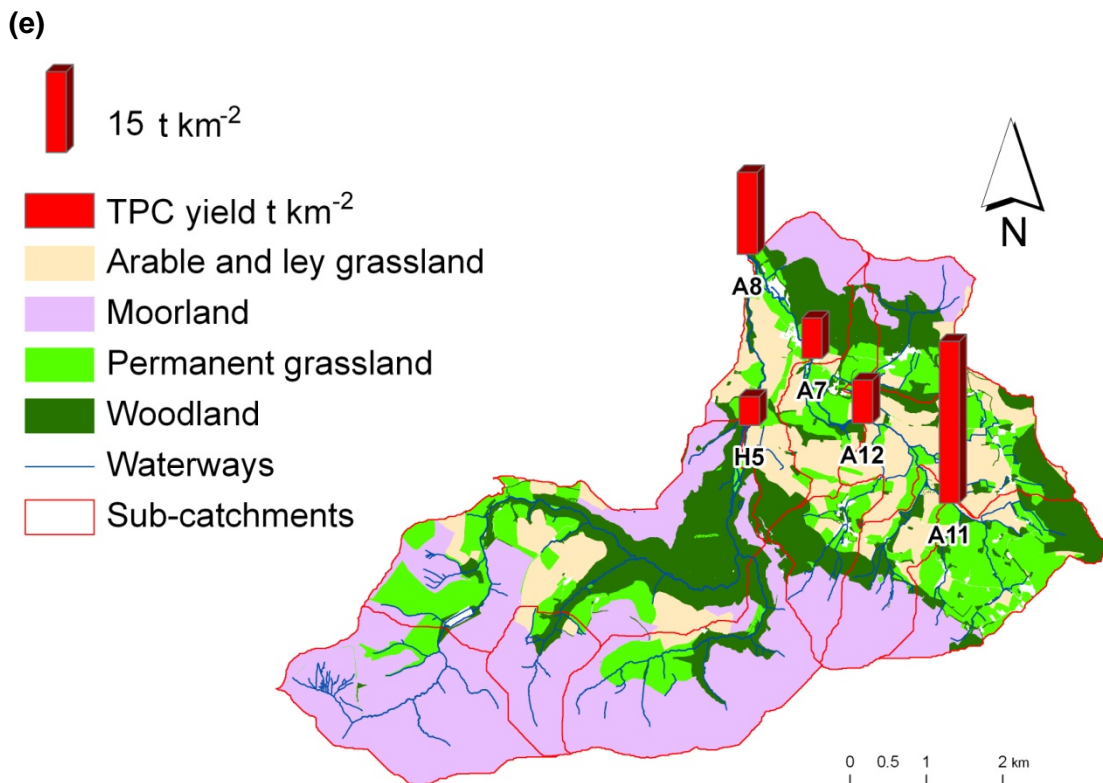 (e)
15 t km⁻²
TPC yield t km⁻²
Arable and ley grassland
Moorland
Permanent grassland
Woodland
Waterways
Sub-catchments
N
A8
A7
H5
A12
A11
0 0.5 1 2 km